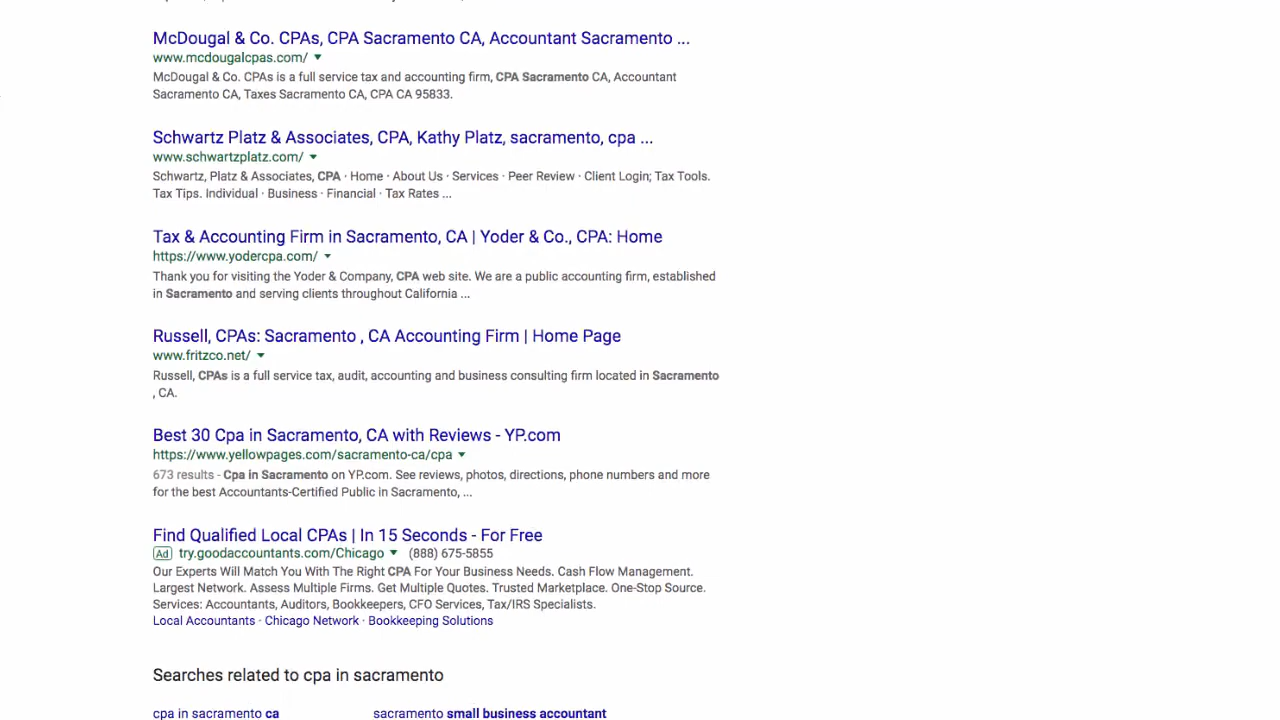 McDougal & Co. CPAs, CPA Sacramento CA, Accountant Sacramento ...
www.mcdougalcpas.com/
McDougal & Co. CPAs is a full service tax and accounting firm, CPA Sacramento CA, Accountant
Sacramento CA, Taxes Sacramento CA, CPA CA 95833.
Schwartz Platz & Associates, CPA, Kathy Platz, sacramento, cpa ...
www.schwartzplatz.com/
Schwartz, Platz & Associates, CPA · Home · About Us · Services · Peer Review · Client Login; Tax Tools.
Tax Tips. Individual · Business · Financial · Tax Rates ...
Tax & Accounting Firm in Sacramento, CA | Yoder & Co., CPA: Home
https://www.yodercpa.com/
Thank you for visiting the Yoder & Company, CPA web site. We are a public accounting firm, established
in Sacramento and serving clients throughout California ...
Russell, CPAs: Sacramento , CA Accounting Firm | Home Page
www.fritzco.net/
Russell, CPAs is a full service tax, audit, accounting and business consulting firm located in Sacramento
, CA.
Best 30 Cpa in Sacramento, CA with Reviews - YP.com
https://www.yellowpages.com/sacramento-ca/cpa
673 results - Cpa in Sacramento on YP.com. See reviews, photos, directions, phone numbers and more
for the best Accountants-Certified Public in Sacramento, ...
Find Qualified Local CPAs | In 15 Seconds - For Free
Ad try.goodaccountants.com/Chicago (888) 675-5855
Our Experts Will Match You With The Right CPA For Your Business Needs. Cash Flow Management.
Largest Network. Assess Multiple Firms. Get Multiple Quotes. Trusted Marketplace. One-Stop Source.
Services: Accountants, Auditors, Bookkeepers, CFO Services, Tax/IRS Specialists.
Local Accountants · Chicago Network · Bookkeeping Solutions
Searches related to cpa in sacramento
cpa in sacramento ca sacramento small business accountant